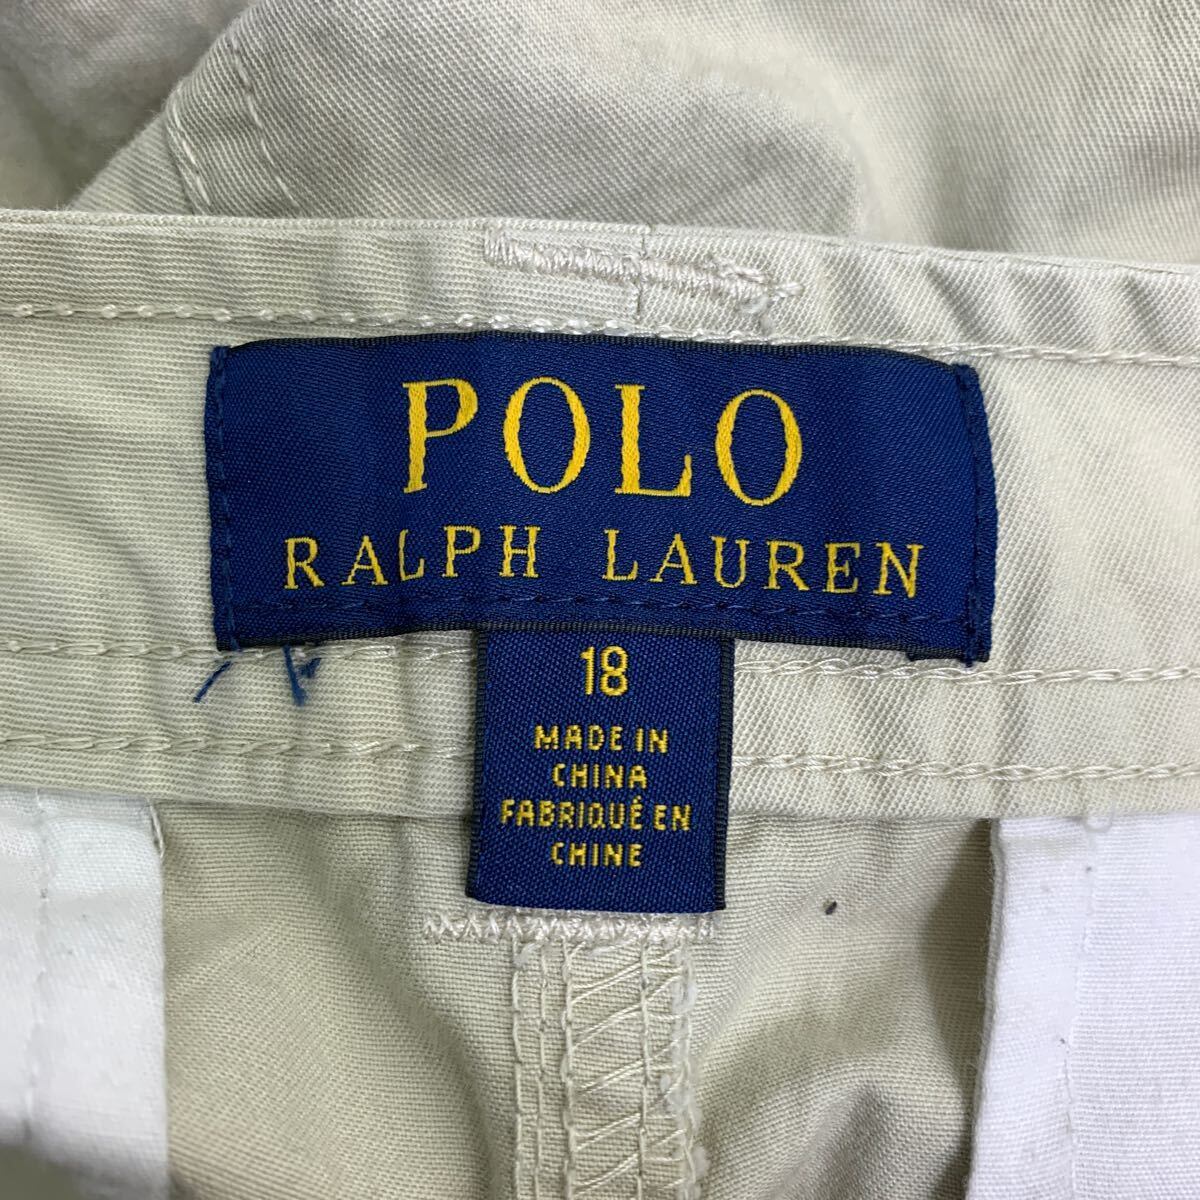 POLO
RALPH LAUREN
18
MADE IN
CHINA
FABRIQUÉ EN
CHINE